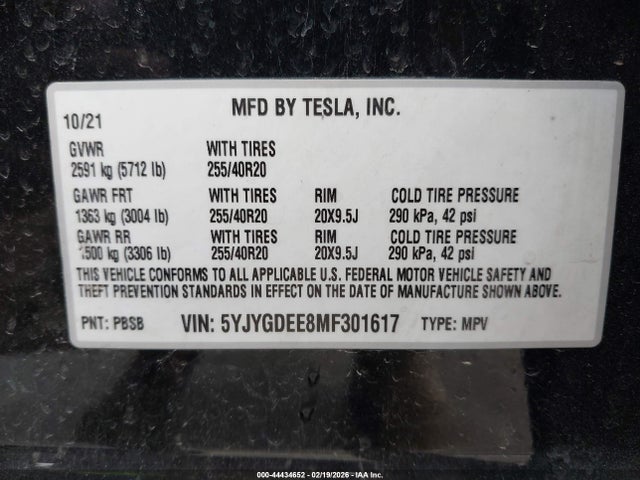 MFD BY TESLA, INC.
10/21
GVWR WITH TIRES
2591 kg (5712 lb) 255/40R20
GAWR FRT WITH TIRES RIM COLD TIRE PRESSURE
1363 kg (3004 lb) 255/40R20 20X9.5J 290 kPa, 42 psi
GAWR RR WITH TIRES RIM COLD TIRE PRESSURE
1500 kg (3306 lb) 255/40R20 20X9.5J 290 kPa, 42 psi
THIS VEHICLE CONFORMS TO ALL APPLICABLE U.S. FEDERAL MOTOR VEHICLE SAFETY AND
THEFT PREVENTION STANDARDS IN EFFECT ON THE DATE OF MANUFACTURE SHOWN ABOVE.
PNT: PBSB VIN: 5YJYGDEE8MF301617 TYPE: MPV
000-44434652 - 02/19/2026 - IAA Inc.